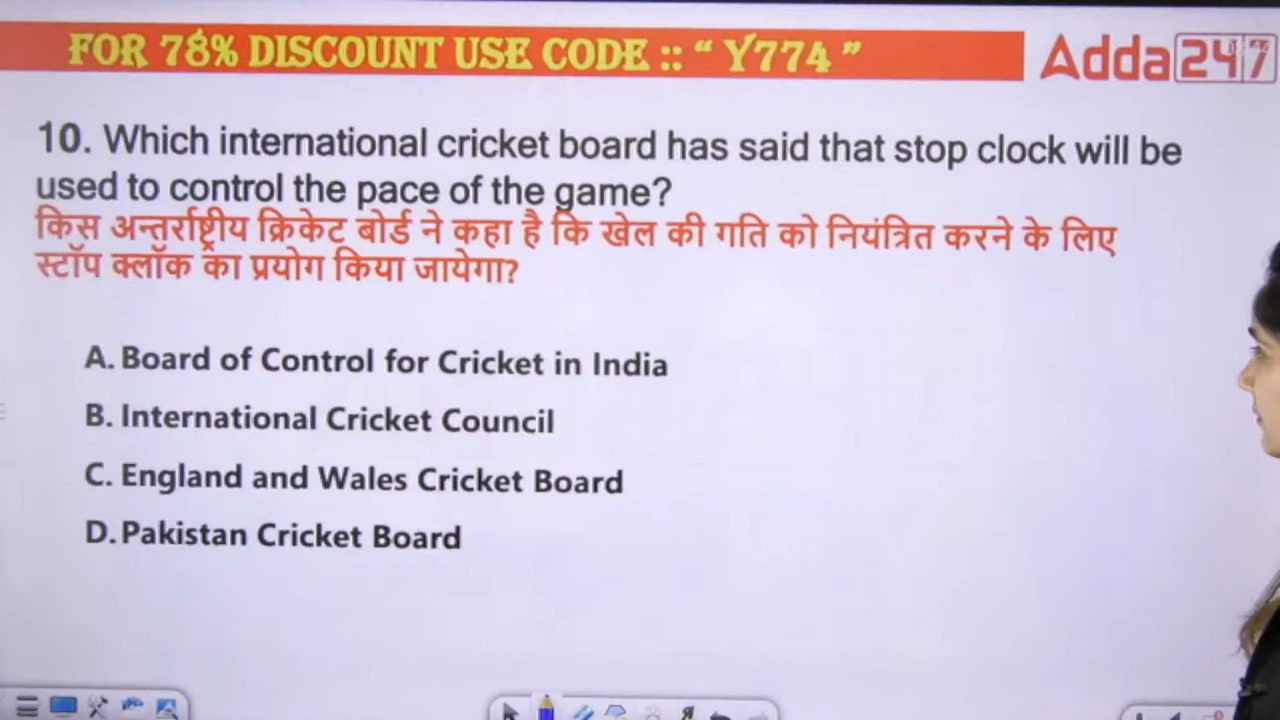 FOR 78% DISCOUNT USE CODE :: “ Y774 ”
Adda 247
10. Which international cricket board has said that stop clock will be
used to control the pace of the game?
किस अन्तर्राष्ट्रीय क्रिकेट बोर्ड ने कहा है कि खेल की गति को नियंत्रित करने के लिए
स्टॉप क्लॉक का प्रयोग किया जायेगा?
A. Board of Control for Cricket in India
B. International Cricket Council
C. England and Wales Cricket Board
D. Pakistan Cricket Board